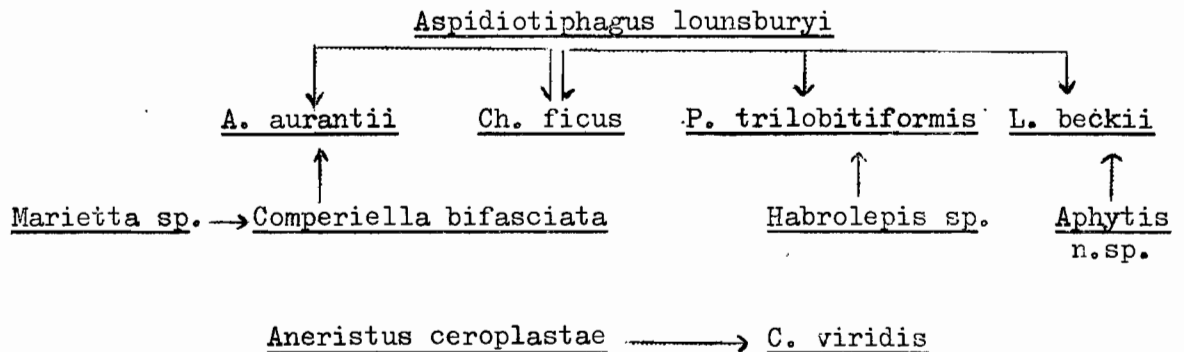 Aspidiotiphagus lounsburyi
A. aurantii Ch. ficus P. trilobitiformis L. beckii
Marietta sp. Comperiella bifasciata Habrolepis sp. Aphytis
n.sp.
Aneristus ceroplastae C. viridis